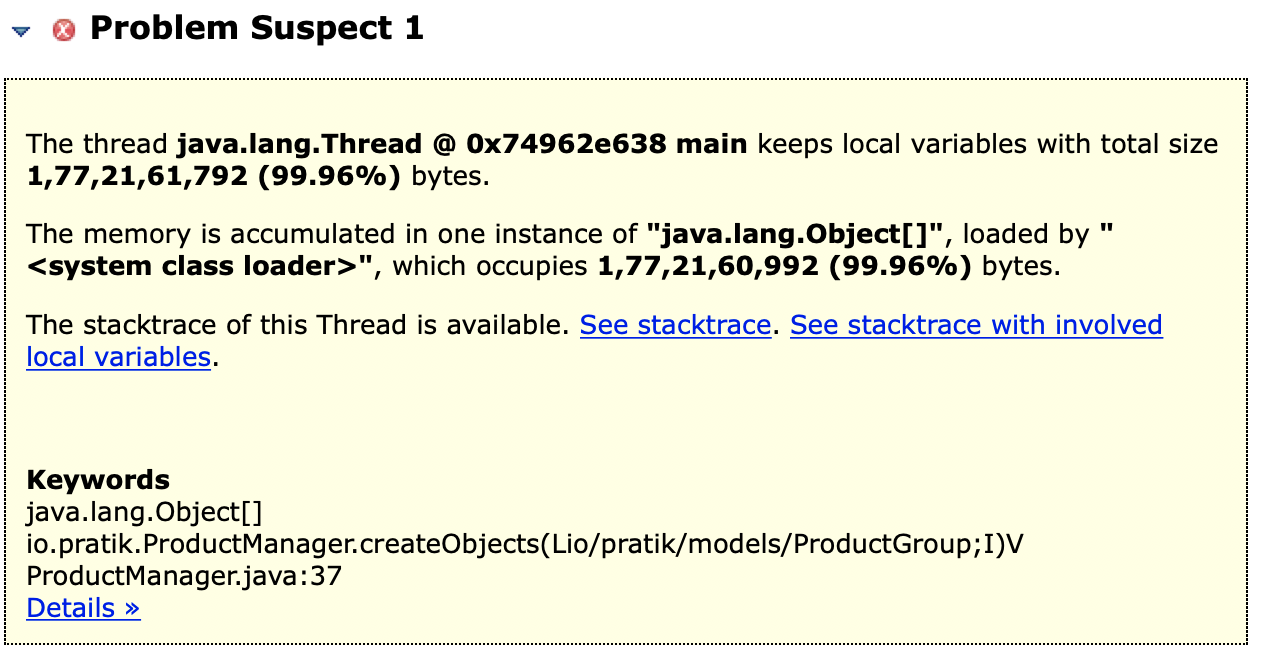 Problem Suspect 1
The thread java.lang.Thread @ 0x74962e638 main keeps local variables with total size
1,77,21,61,792 (99.96%) bytes.
The memory is accumulated in one instance of "java.lang.Object[]", loaded by "
<system class loader>", which occupies 1,77,21,60,992 (99.96%) bytes.
The stacktrace of this Thread is available. See stacktrace. See stacktrace with involved
local variables.
Keywords
java.lang.Object[]
io.pratik.ProductManager.createObjects(Lio/pratik/models/ProductGroup;I)V
ProductManager.java:37
Details »